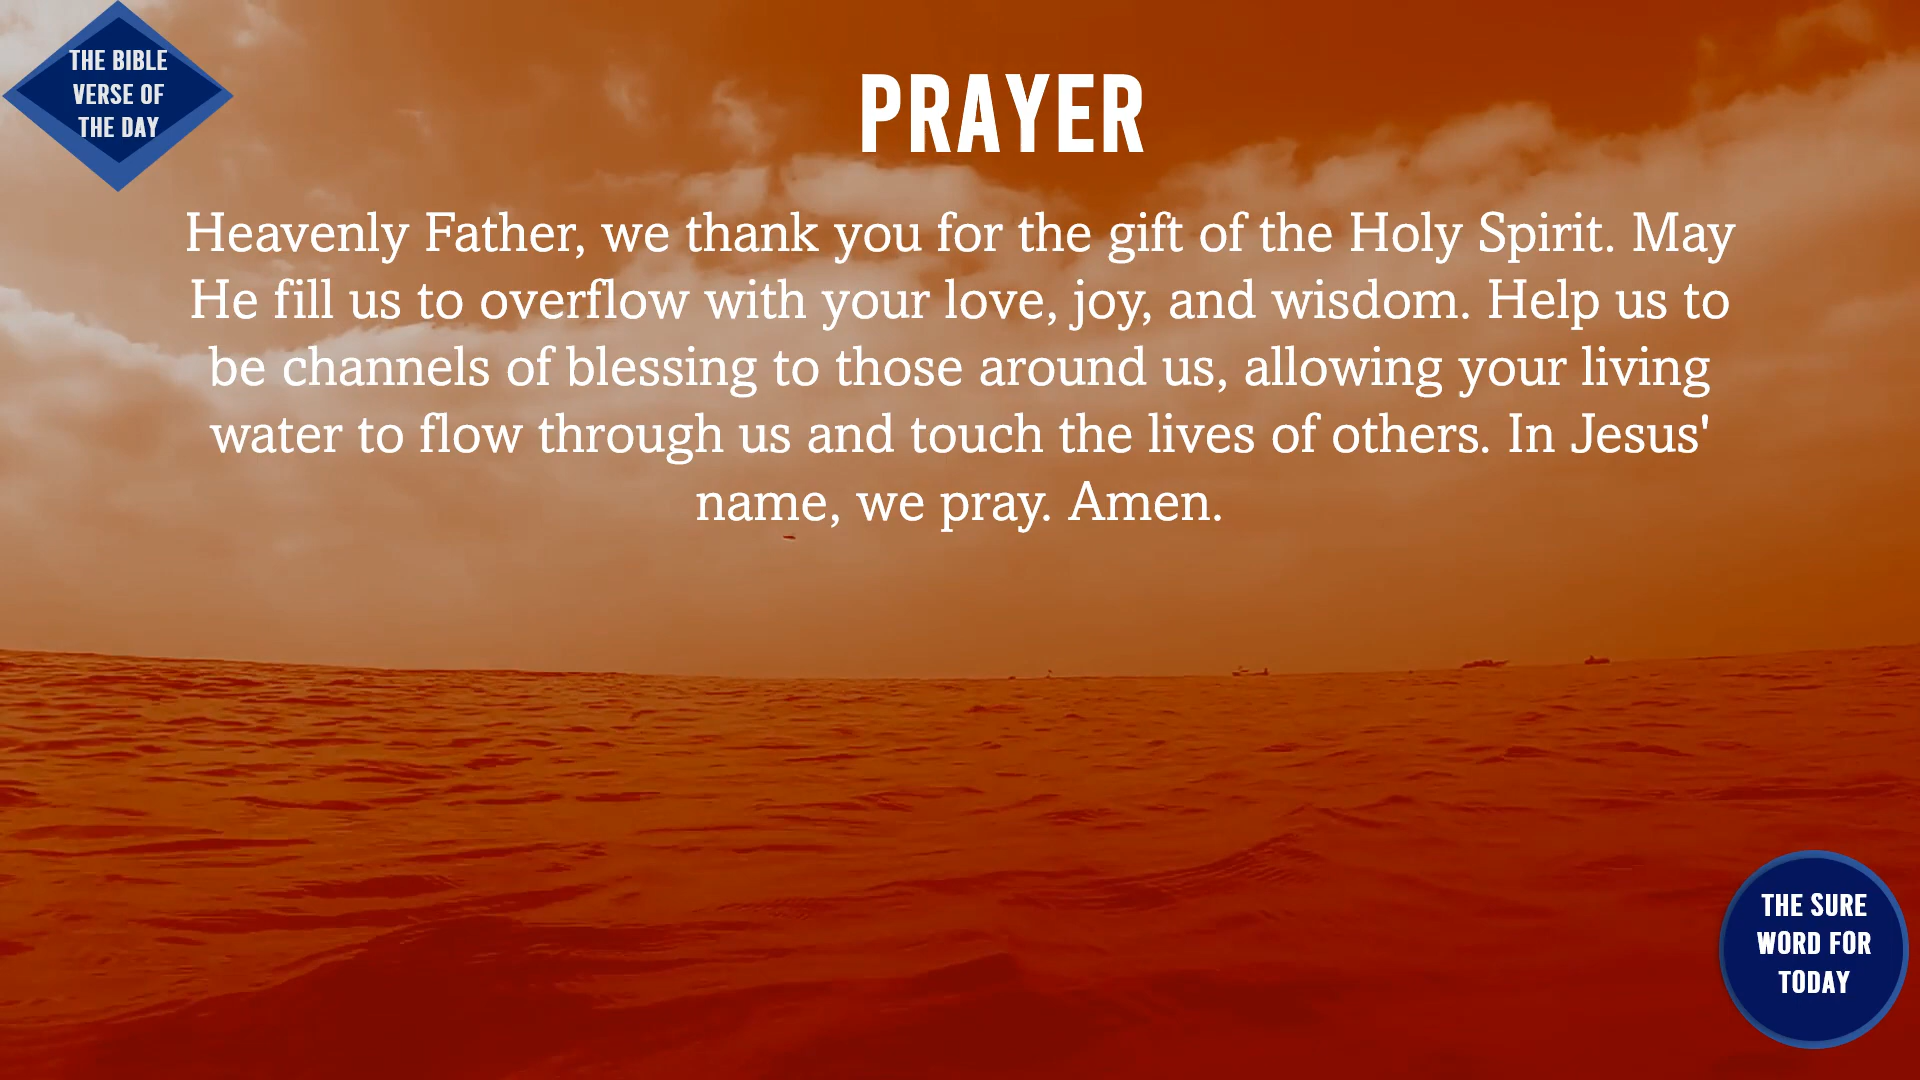 THE BIBLE
VERSE OF
THE DAY
PRAYER
Heavenly Father, we thank you for the gift of the Holy Spirit. May
He fill us to overflow with your love, joy, and wisdom. Help us to
be channels of blessing to those around us, allowing your living
water to flow through us and touch the lives of others. In Jesus'
name, we pray. Amen.
THE SURE
WORD FOR
TODAY